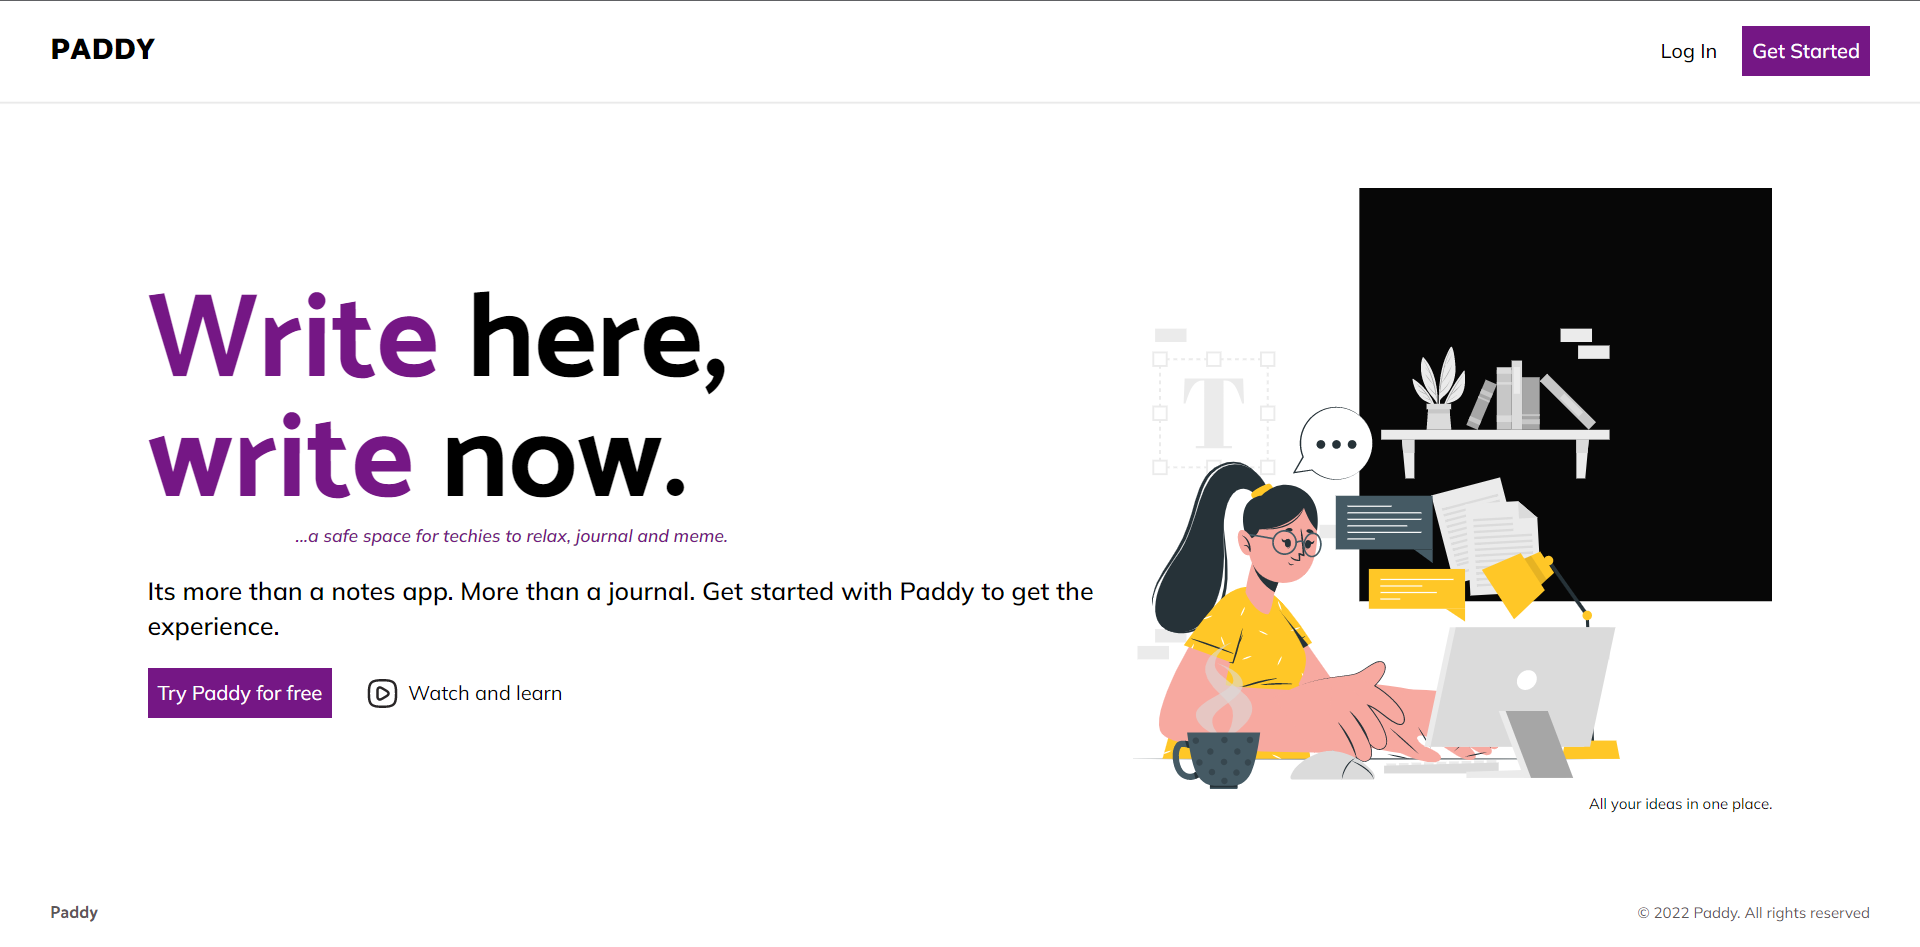 PADDY
Log In
Get Started
Write here,
write now.
...a safe space for techies to relax, journal and meme.
Its more than a notes app. More than a journal. Get started with Paddy to get the
experience.
Try Paddy for free
Watch and learn
T
All your ideas in one place.
Paddy
© 2022 Paddy. All rights reserved